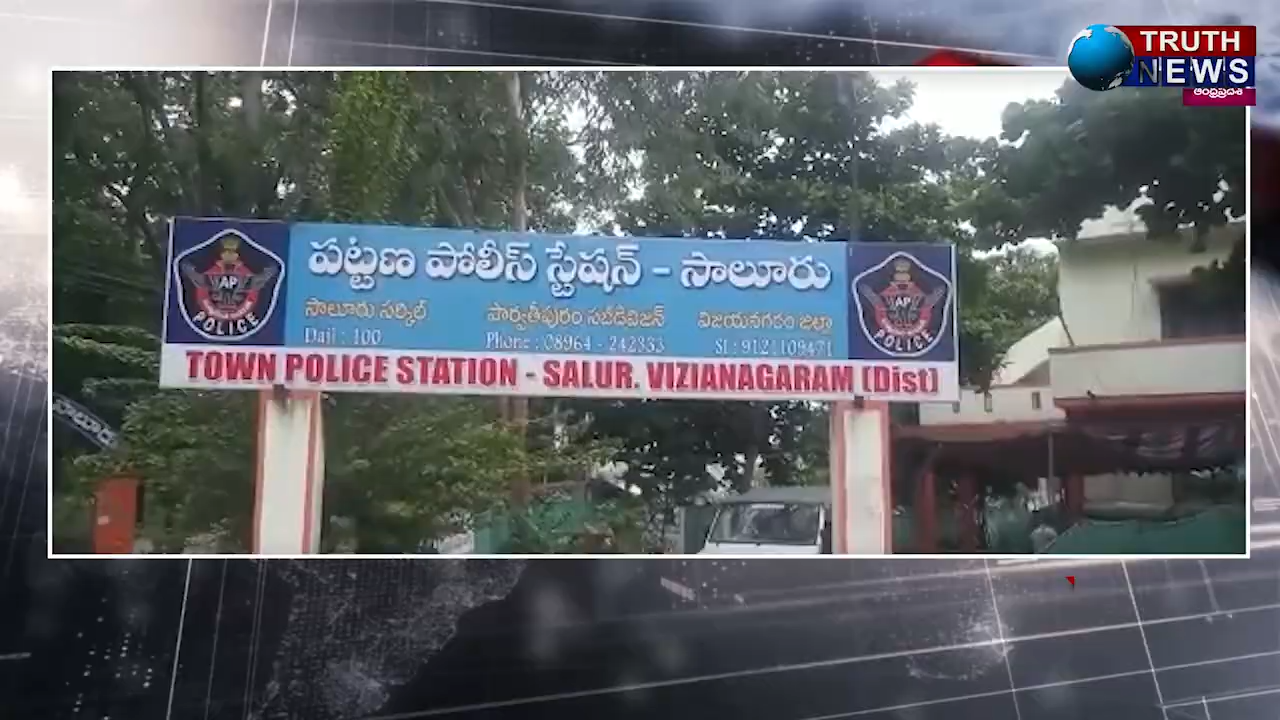 TRUTH
NEWS
ఆంధ్రప్రదేశ్
పట్టణ పోలీస్ స్టేషన్ - సాలూరు
సాలూరు సర్కిల్ పార్వతీపురం సబ్‌డివిజన్ విజయనగరం జిల్లా
Daji : 100 Phone : 08964 - 242333 SI : 9121109471
AP
POLICE
AP
POLICE
TOWN POLICE STATION - SALUR. VIZIANAGARAM (Dist)